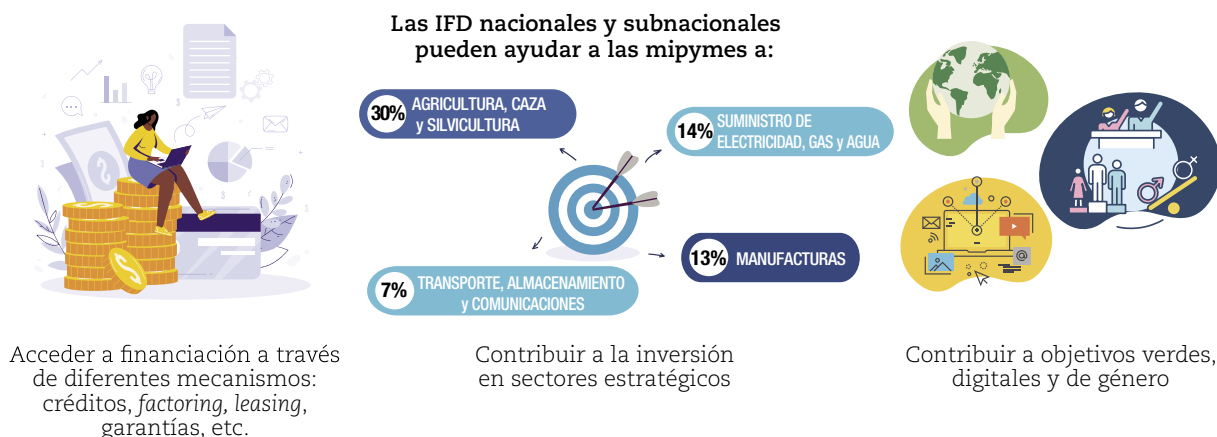 Las IFD nacionales y subnacionales
pueden ayudar a las mipymes a:
30%
AGRICULTURA, CAZA
y SILVICULTURA
14%
SUMINISTRO DE
ELECTRICIDAD, GAS y AGUA
7%
TRANSPORTE, ALMACENAMIENTO
y COMUNICACIONES
13%
MANUFACTURAS
Acceder a financiación a través
de diferentes mecanismos:
créditos, factoring, leasing,
garantías, etc.
Contribuir a la inversión
en sectores estratégicos
Contribuir a objetivos verdes,
digitales y de género